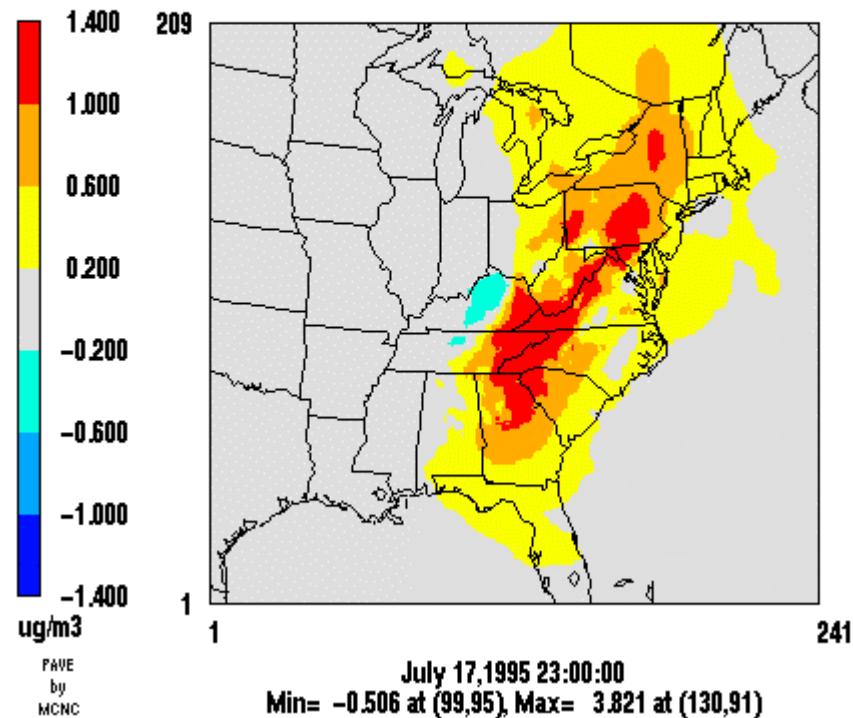 1.400
1.000
0.600
0.200
−0.200
−0.600
−1.000
−1.400
ug/m3
PAVE
by
MCNC
209
1
1
241
July 17,1995 23:00:00
Min= −0.506 at (99,95), Max= 3.821 at (130,91)